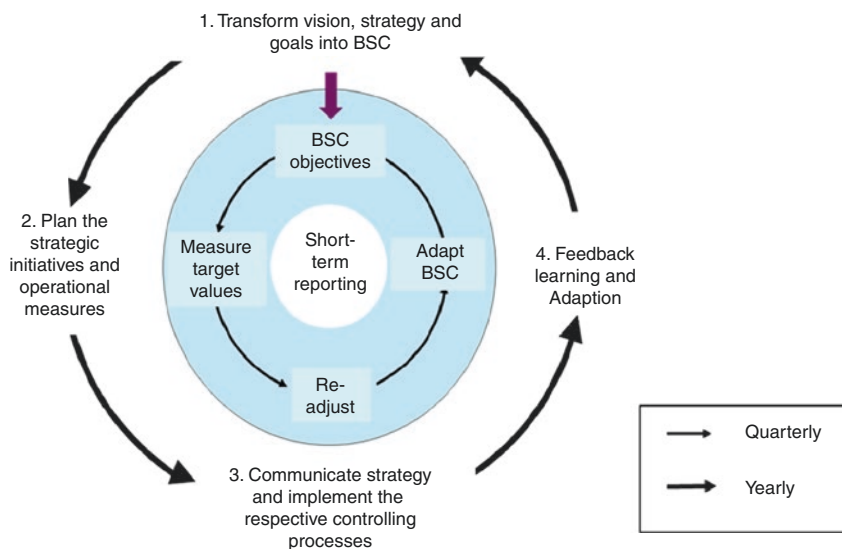 1. Transform vision, strategy and
goals into BSC
BSC
objectives
2. Plan the
strategic
initiatives and
operational
measures
Measure
target
values
Short-
term
reporting
Adapt
BSC
4. Feedback
learning and
Adaption
Re-
adjust
3. Communicate strategy
and implement the
respective controlling
processes
Quarterly
Yearly